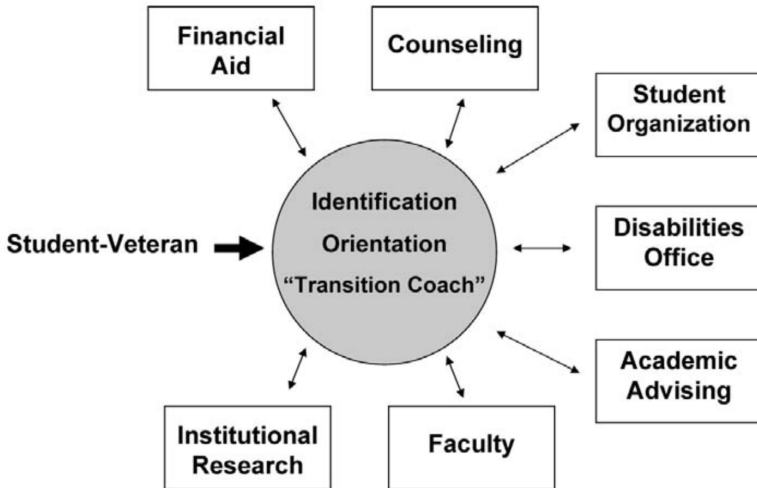 Financial
Aid
Counseling
Student
Organization
Identification
Orientation
“Transition Coach”
Student-Veteran
Disabilities
Office
Academic
Advising
Institutional
Research
Faculty